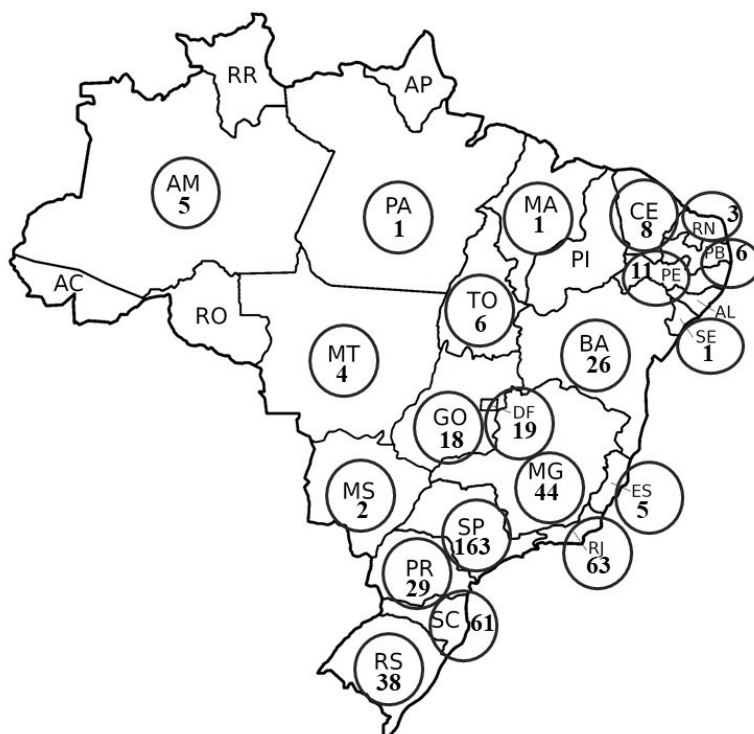 RR
AP
AM
5
PA
1
MA
1
CE
8
3
RN
6
PB
11
PE
PI
AC
RO
TO
6
AL
SE
1
MT
4
BA
26
GO
18
DF
19
MG
44
MS
2
ES
5
SP
163
RJ
63
PR
29
SC 61
RS
38